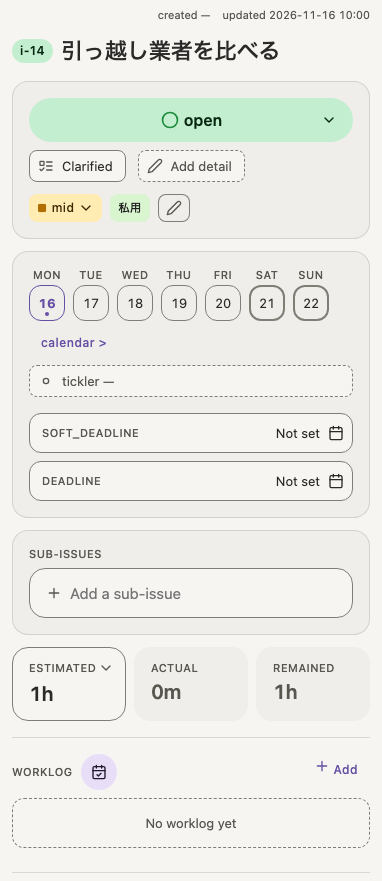 created — updated 2026-11-16 10:00
i-14 引っ越し業者を比べる
open
Clarified Add detail
mid 私用
MON TUE WED THU FRI SAT SUN
16 17 18 19 20 21 22
calendar >
tickler —
SOFT_DEADLINE Not set
DEADLINE Not set
SUB-ISSUES
+ Add a sub-issue
ESTIMATED ACTUAL REMAINED
1h 0m 1h
WORKLOG + Add
No worklog yet